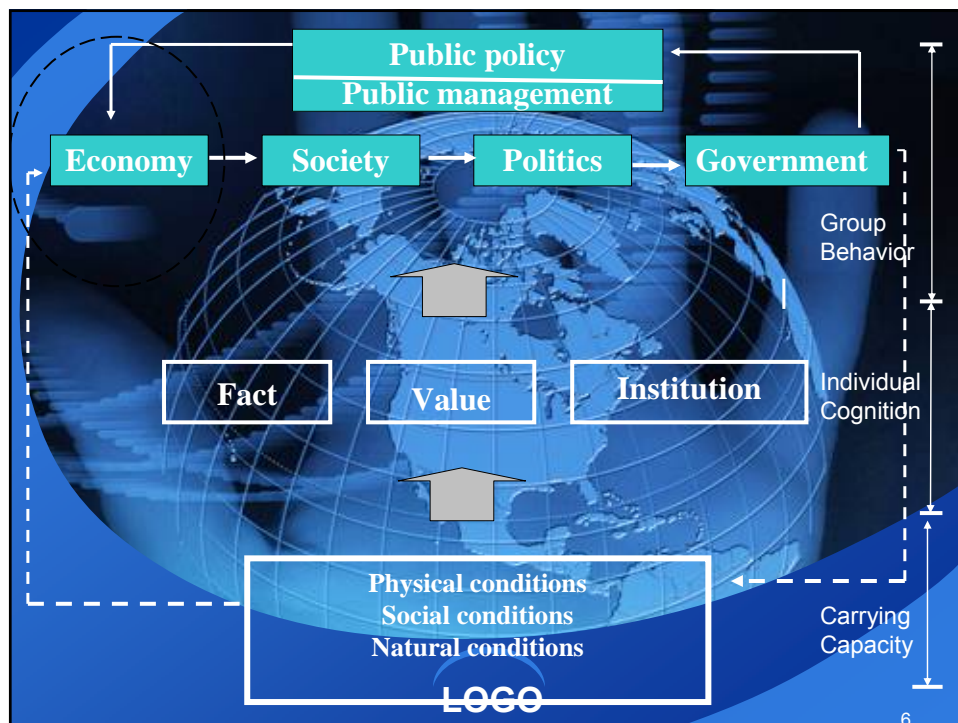 Public policy
Public management
Economy
Society
Politics
Government
Group
Behavior
Fact
Value
Institution
Individual
Cognition
Physical conditions
Social conditions
Natural conditions
Carrying
Capacity
LOGO
6